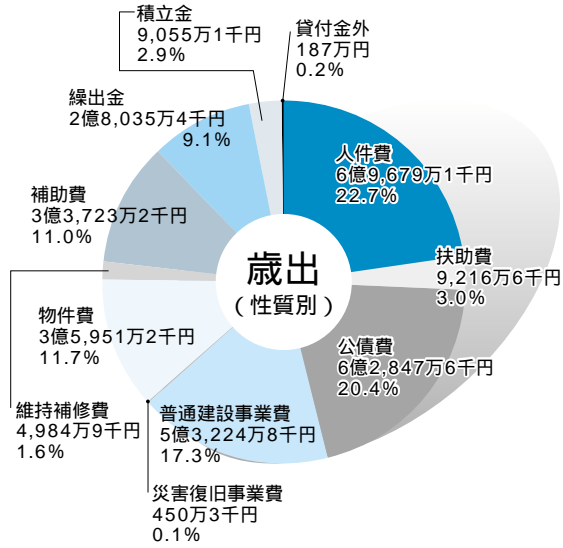 積立金
9,055万1千円
2.9%
貸付金外
187万円
0.2%
繰出金
2億8,035万4千円
9.1%
人件費
6億9,679万1千円
22.7%
補助費
3億3,723万2千円
11.0%
扶助費
9,216万6千円
3.0%
歳出
(性質別)
物件費
3億5,951万2千円
11.7%
公債費
6億2,847万6千円
20.4%
維持補修費
4,984万9千円
1.6%
普通建設事業費
5億3,224万8千円
17.3%
災害復旧事業費
450万3千円
0.1%